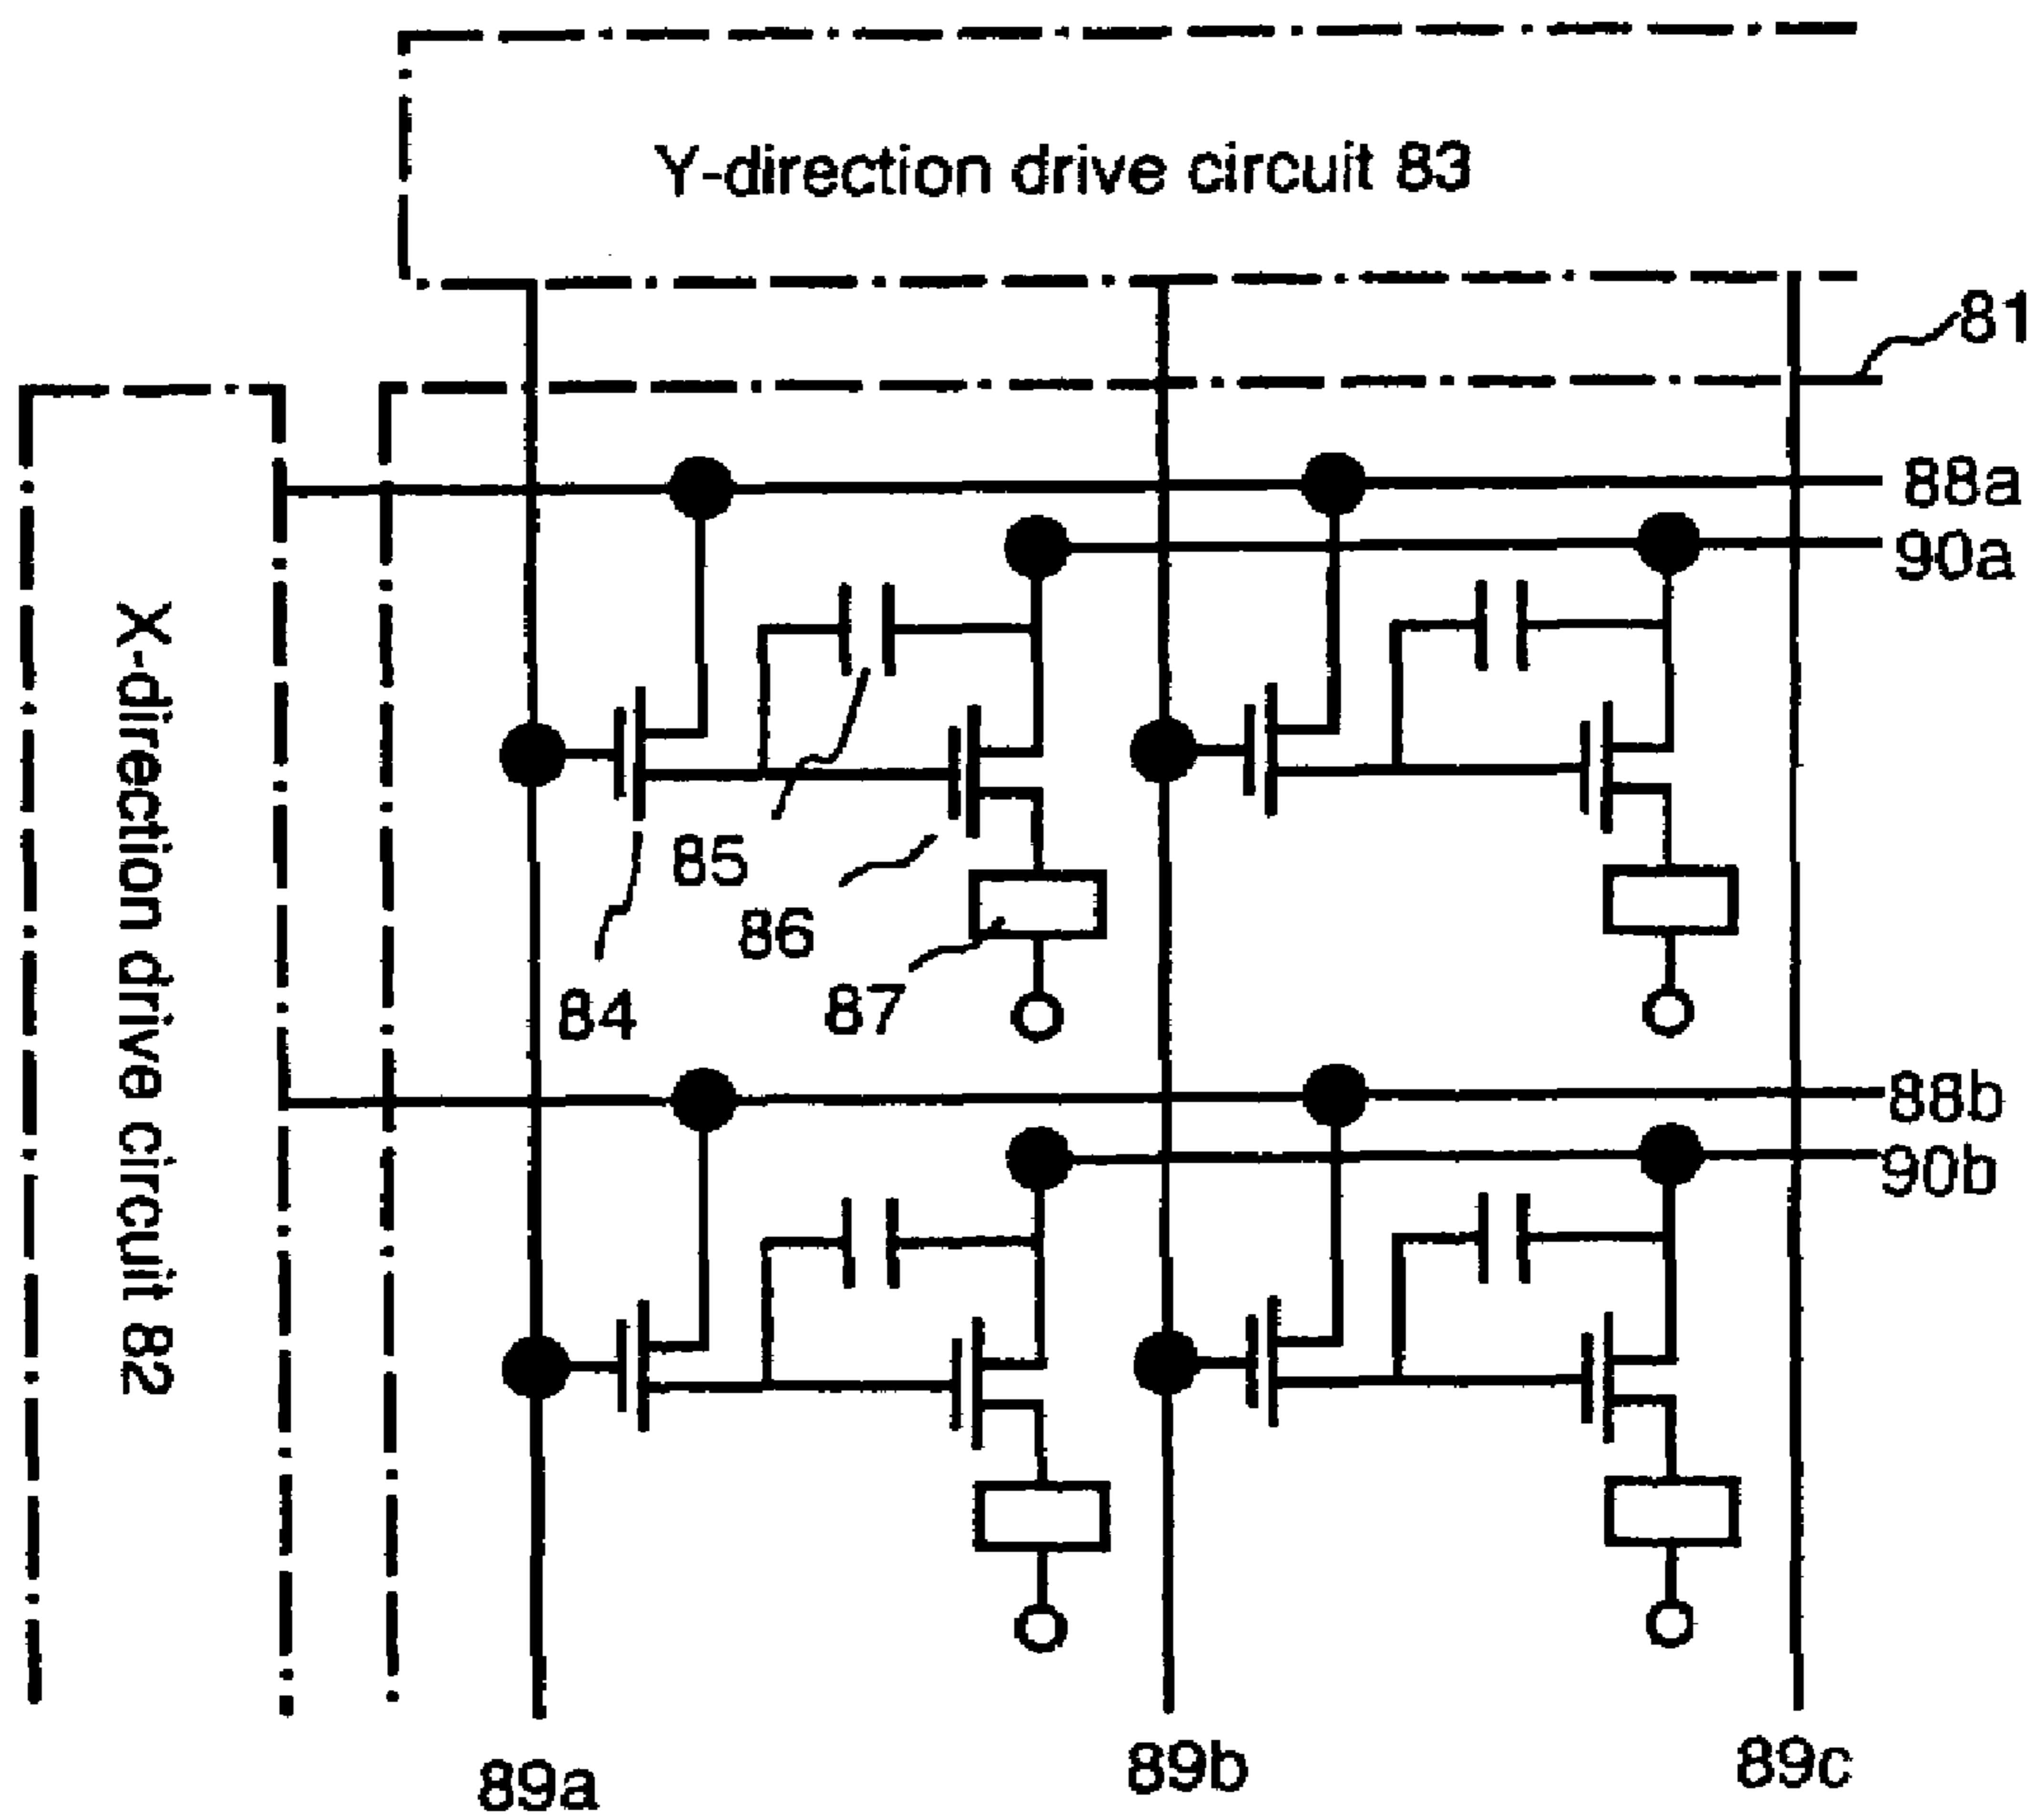 Y-direction drive circuit 83
81
88a
90a
X-direction drive circuit 82
85
86
84
87
88b
90b
89a
89b
89c